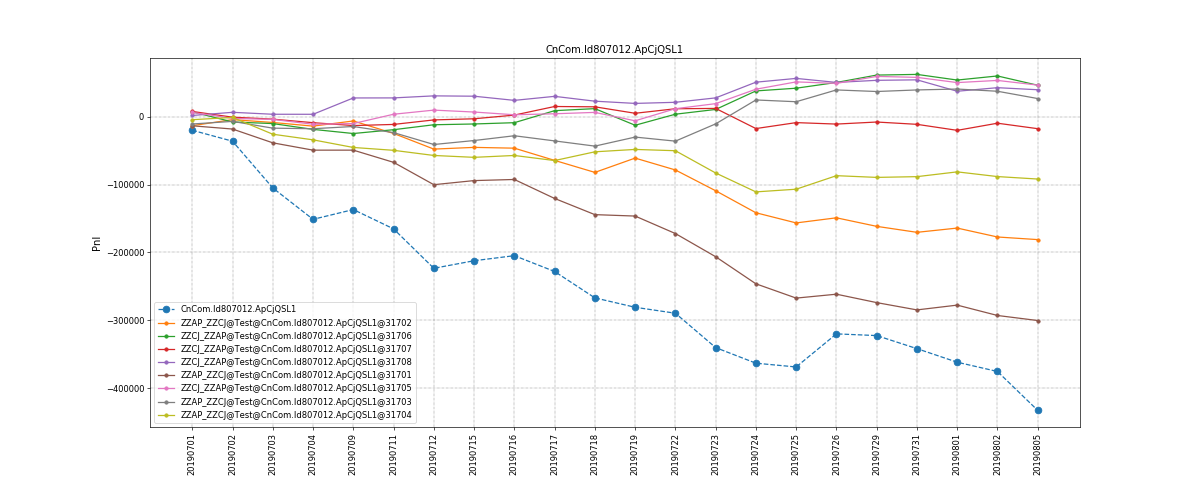 CnCom.Id807012.ApCjQSL1
PnI
0
−100000
−200000
−300000
−400000
CnCom.Id807012.ApCjQSL1
ZZAP_ZZCJ@Test@CnCom.Id807012.ApCjQSL1@31702
ZZCJ_ZZAP@Test@CnCom.Id807012.ApCjQSL1@31706
ZZCJ_ZZAP@Test@CnCom.Id807012.ApCjQSL1@31707
ZZCJ_ZZAP@Test@CnCom.Id807012.ApCjQSL1@31708
ZZAP_ZZCJ@Test@CnCom.Id807012.ApCjQSL1@31701
ZZCJ_ZZAP@Test@CnCom.Id807012.ApCjQSL1@31705
ZZAP_ZZCJ@Test@CnCom.Id807012.ApCjQSL1@31703
ZZAP_ZZCJ@Test@CnCom.Id807012.ApCjQSL1@31704
20190701
20190702
20190703
20190704
20190709
20190711
20190712
20190715
20190716
20190717
20190718
20190719
20190722
20190723
20190724
20190725
20190726
20190729
20190731
20190801
20190802
20190805